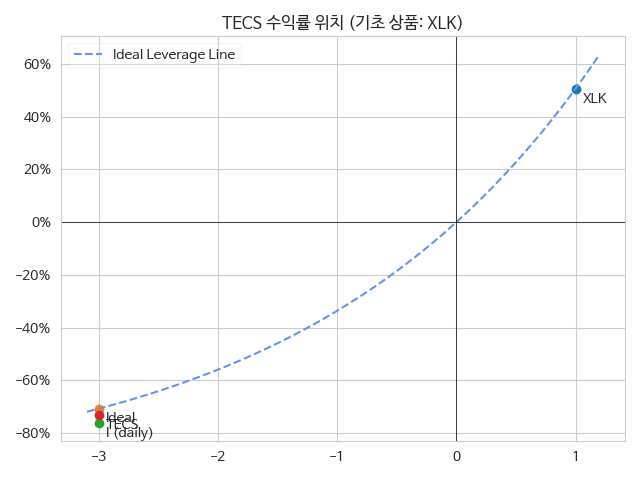 TECS 수익률 위치 (기초 상품: XLK)
Ideal Leverage Line
60%
XLK
40%
20%
0%
−20%
−40%
−60%
Ideal
TECS
I (daily)
−80%
−3
−2
−1
0
1